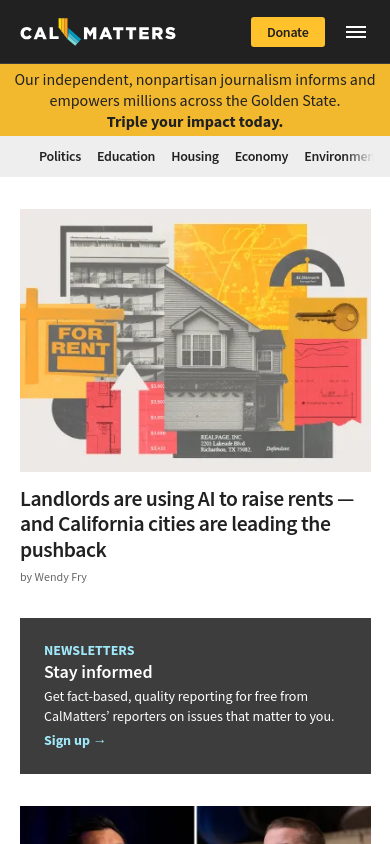 CALMATTERS
Donate
Our independent, nonpartisan journalism informs and
empowers millions across the Golden State.
Triple your impact today.
Politics Education Housing Economy Environmen
FOR
RENT
REALPAGE, INC
2201 Lakeside Blvd
Richardson, TX 75082,
Defendant.
Landlords are using AI to raise rents —
and California cities are leading the
pushback
by Wendy Fry
NEWSLETTERS
Stay informed
Get fact-based, quality reporting for free from
CalMatters’ reporters on issues that matter to you.
Sign up →